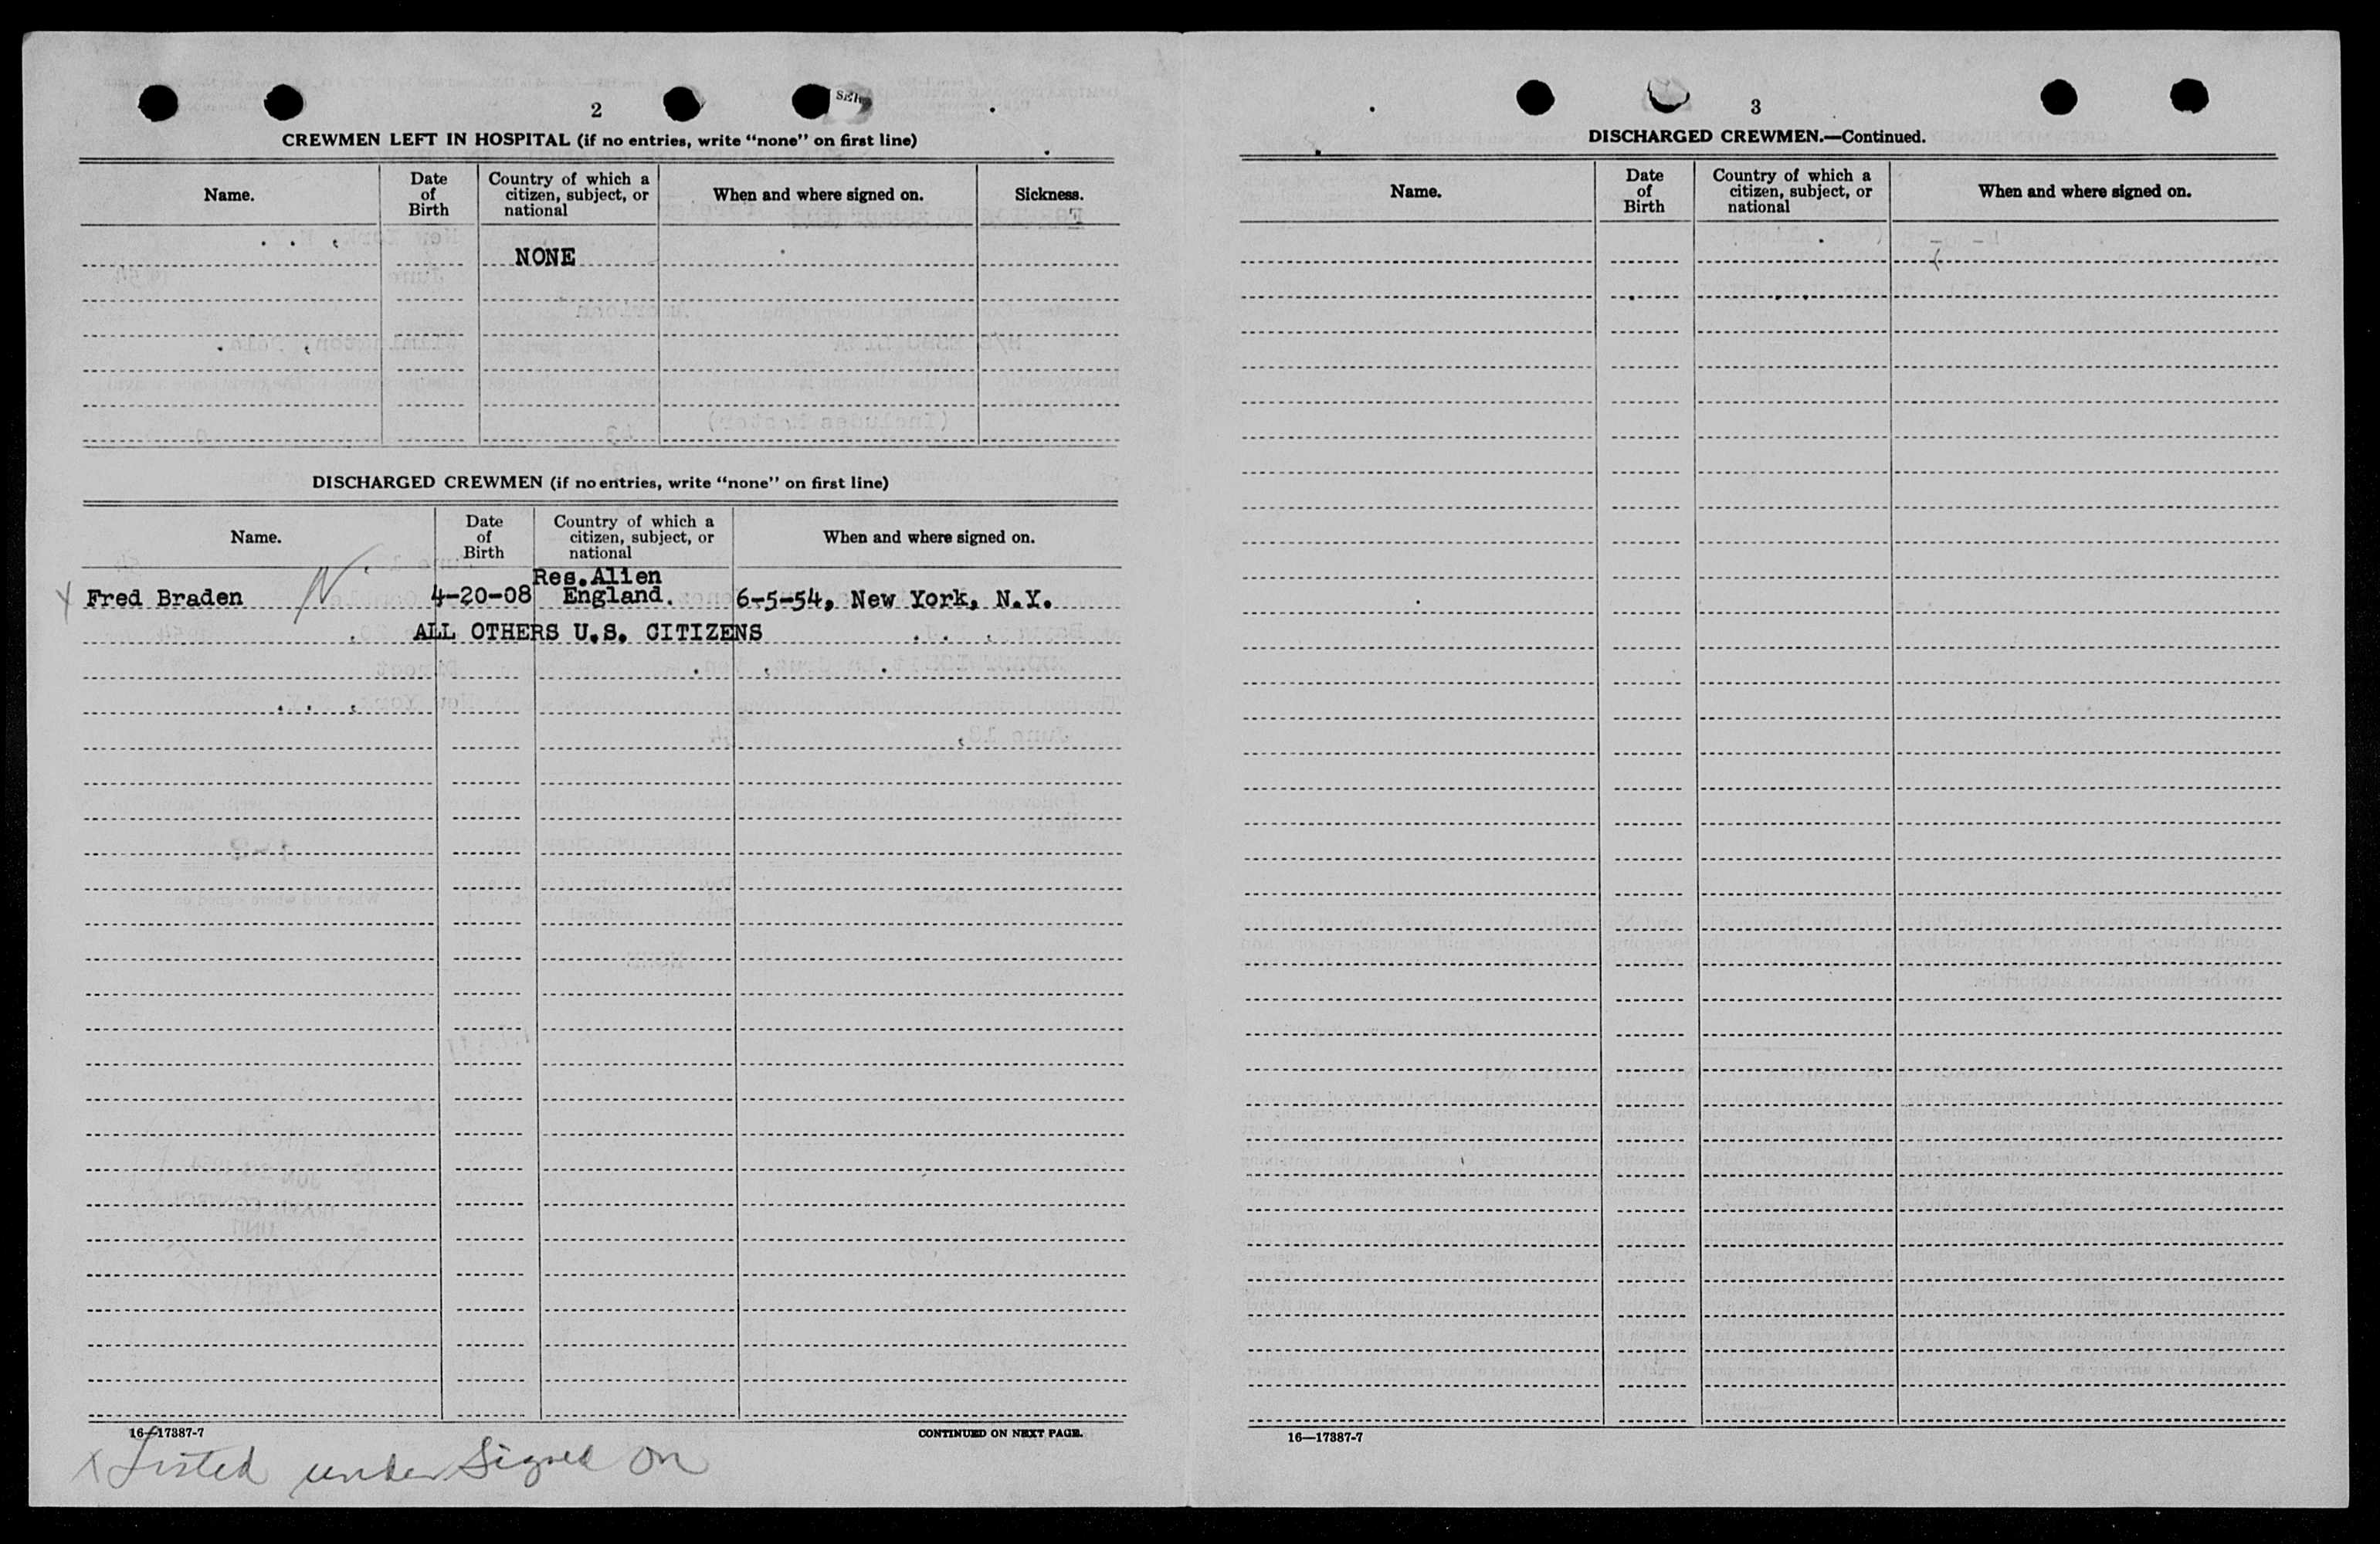 2
CREWMEN LEFT IN HOSPITAL (if no entries, write “none” on first line)
Name.
Date of Birth
Country of which a citizen, subject, or national
When and where signed on.
Sickness.
NONE
DISCHARGED CREWMEN (if no entries, write “none” on first line)
Name.
Date of Birth
Country of which a citizen, subject, or national
When and where signed on.
Res. Alien
x Fred Braden N 4-20-08 England. 6-5-54, New York, N.Y.
ALL OTHERS U.S. CITIZENS
16—17387-7
CONTINUED ON NEXT PAGE.
x Listed under Signed on
3
DISCHARGED CREWMEN.—Continued.
Name.
Date of Birth
Country of which a citizen, subject, or national
When and where signed on.
16—17387-7